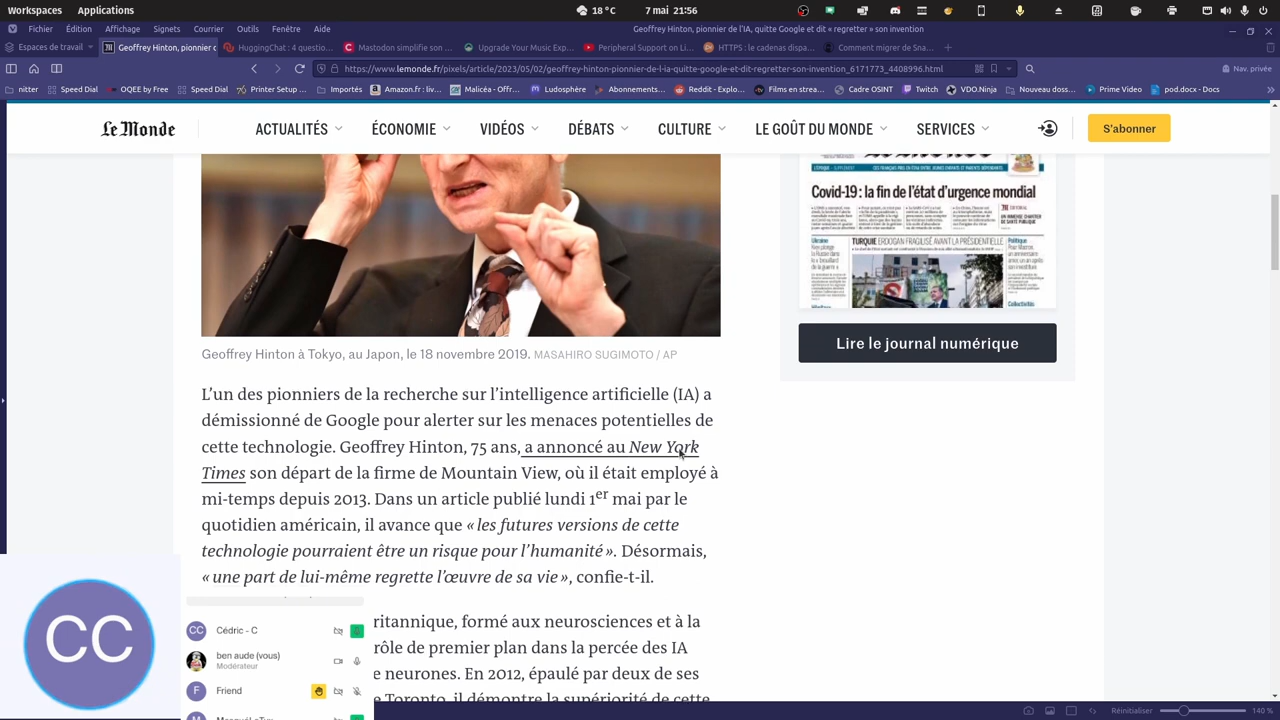 Workspaces Applications 18 °C 7 mai 21:56
Fichier Édition Affichage Signets Courrier Outils Fenêtre Aide Geoffrey Hinton, pionnier de l'IA, quitte Google et dit « regretter » son invention
Espaces de travail Geoffrey Hinton, pionnier d HuggingChat : 4 questio... Mastodon simplifie son ... Upgrade Your Music Exp... Peripheral Support on Li... HTTPS : le cadenas dispa... Comment migrer de Sna...
https://www.lemonde.fr/pixels/article/2023/05/02/geoffrey-hinton-pionnier-de-l-ia-quitte-google-et-dit-regretter-son-invention_6171773_4408996.html Nav. privée
nitter Speed Dial OQEE by Free Speed Dial Printer Setup ... Importés Amazon.fr : liv... Malicéa - Offr... Ludosphère Abonnements... Reddit - Explo... Films en strea... Cadre OSINT Twitch VDO.Ninja Nouveau doss... Prime Video pod.docx - Docs
Le Monde ACTUALITÉS ÉCONOMIE VIDÉOS DÉBATS CULTURE LE GOÛT DU MONDE SERVICES S'abonner
Covid-19 : la fin de l'état d'urgence mondial
TURQUIE ERDOGAN FRAGILISÉ AVANT LA PRÉSIDENTIELLE
Lire le journal numérique
Geoffrey Hinton à Tokyo, au Japon, le 18 novembre 2019. MASAHIRO SUGIMOTO / AP
L'un des pionniers de la recherche sur l'intelligence artificielle (IA) a
démissionné de Google pour alerter sur les menaces potentielles de
cette technologie. Geoffrey Hinton, 75 ans, a annoncé au New York
Times son départ de la firme de Mountain View, où il était employé à
mi-temps depuis 2013. Dans un article publié lundi 1er mai par le
quotidien américain, il avance que « les futures versions de cette
technologie pourraient être un risque pour l'humanité ». Désormais,
« une part de lui-même regrette l'œuvre de sa vie », confie-t-il.
ritannique, formé aux neurosciences et à la
rôle de premier plan dans la percée des IA
e neurones. En 2012, épaulé par deux de ses
e Toronto, il démontre la supériorité de cette
CC
CC Cédric - C
ben aude (vous)
Modérateur
F Friend
Réinitialiser 140 %